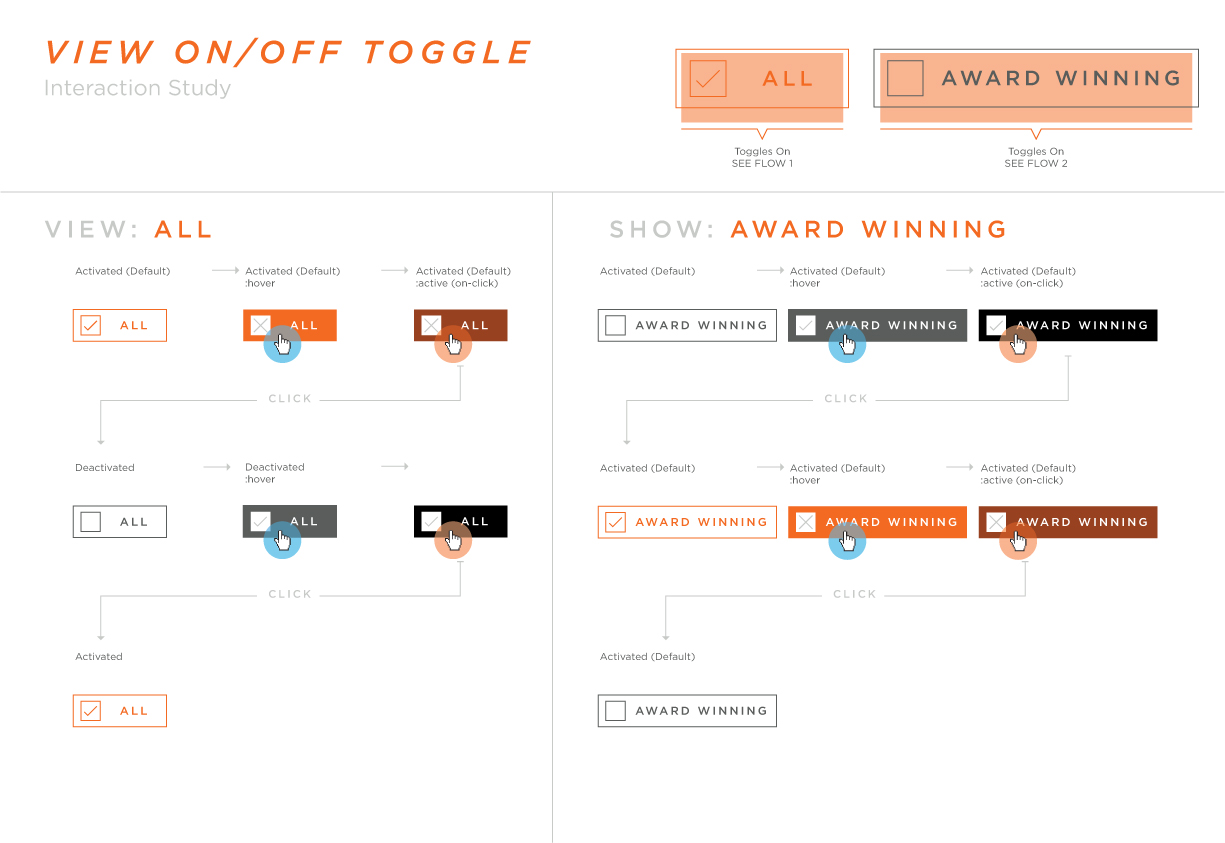 VIEW ON/OFF TOGGLE
Interaction Study
ALL
AWARD WINNING
Toggles On
SEE FLOW 1
Toggles On
SEE FLOW 2
VIEW: ALL
Activated (Default)
Activated (Default)
:hover
Activated (Default)
:active (on-click)
ALL
ALL
ALL
CLICK
Deactivated
Deactivated
:hover
ALL
ALL
ALL
CLICK
Activated
ALL
SHOW: AWARD WINNING
Activated (Default)
Activated (Default)
:hover
Activated (Default)
:active (on-click)
AWARD WINNING
AWARD WINNING
AWARD WINNING
CLICK
Activated (Default)
Activated (Default)
:hover
Activated (Default)
:active (on-click)
AWARD WINNING
AWARD WINNING
AWARD WINNING
CLICK
Activated (Default)
AWARD WINNING